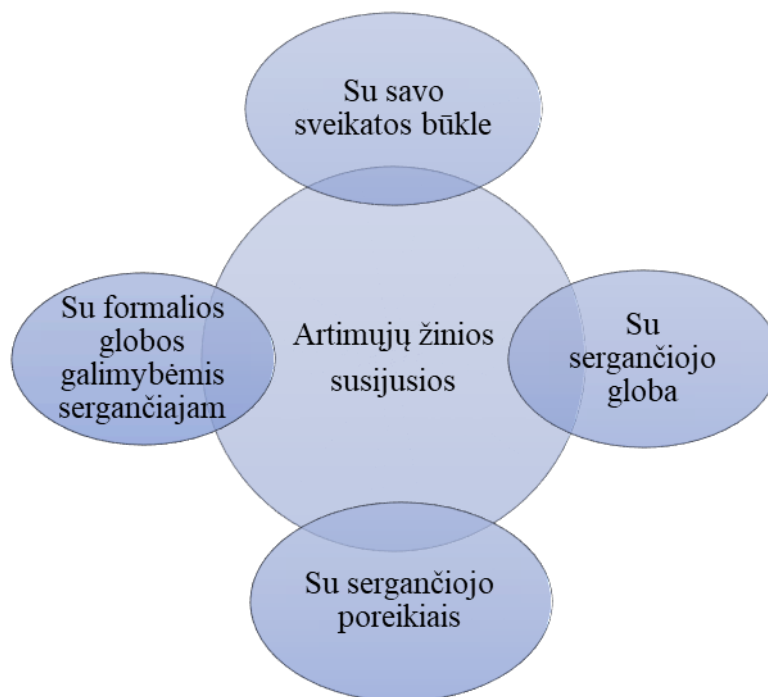 Su savo
sveikatos būkle
Su formalios
globos
galimybėmis
sergančiajam
Artimųjų žinios
susijusios
Su
sergančiojo
globa
Su sergančiojo
poreikiais